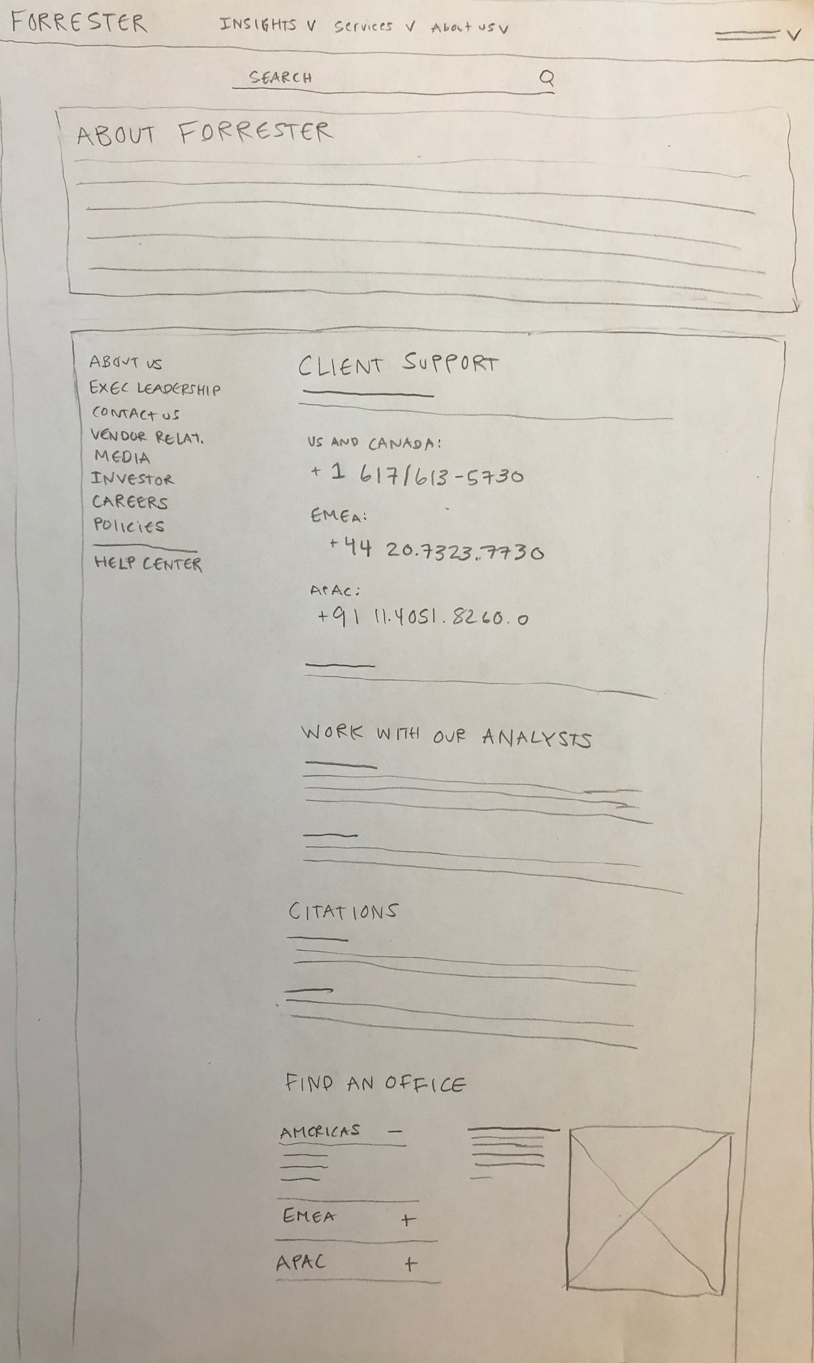 FORRESTER INSIGHTS V Services V About us V V
SEARCH
ABOUT FORRESTER
ABOUT US
EXEC LEADERSHIP
CONTACT US
VENDOR RELAT.
MEDIA
INVESTOR
CAREERS
POLICIES
HELP CENTER
CLIENT SUPPORT
US AND CANADA:
+1 617/613-5730
EMEA:
+44 20.7323.7730
APAC:
+91 11.4051.8260.0
WORK WITH OUR ANALYSTS
CITATIONS
FIND AN OFFICE
AMERICAS −
EMEA +
APAC +